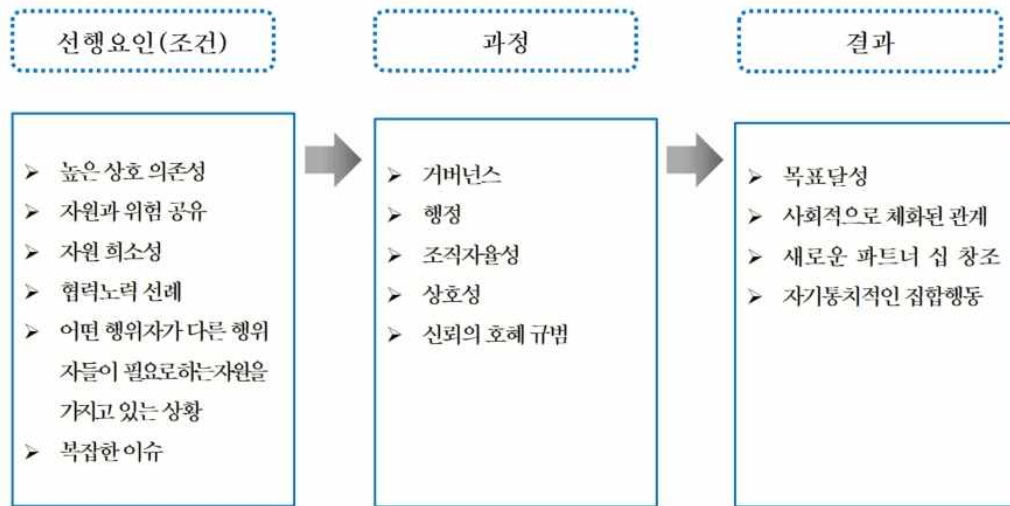 선행요인(조건)
과정
결과
➢ 높은 상호 의존성
➢ 자원과 위험 공유
➢ 자원 희소성
➢ 협력노력 선례
➢ 어떤 행위자가 다른 행위
자들이 필요로하는자원을
가지고 있는 상황
➢ 복잡한 이슈
➢ 거버넌스
➢ 행정
➢ 조직자율성
➢ 상호성
➢ 신뢰의 호혜 규범
➢ 목표달성
➢ 사회적으로 체화된 관계
➢ 새로운 파트너 십 창조
➢ 자기통치적인 집합행동